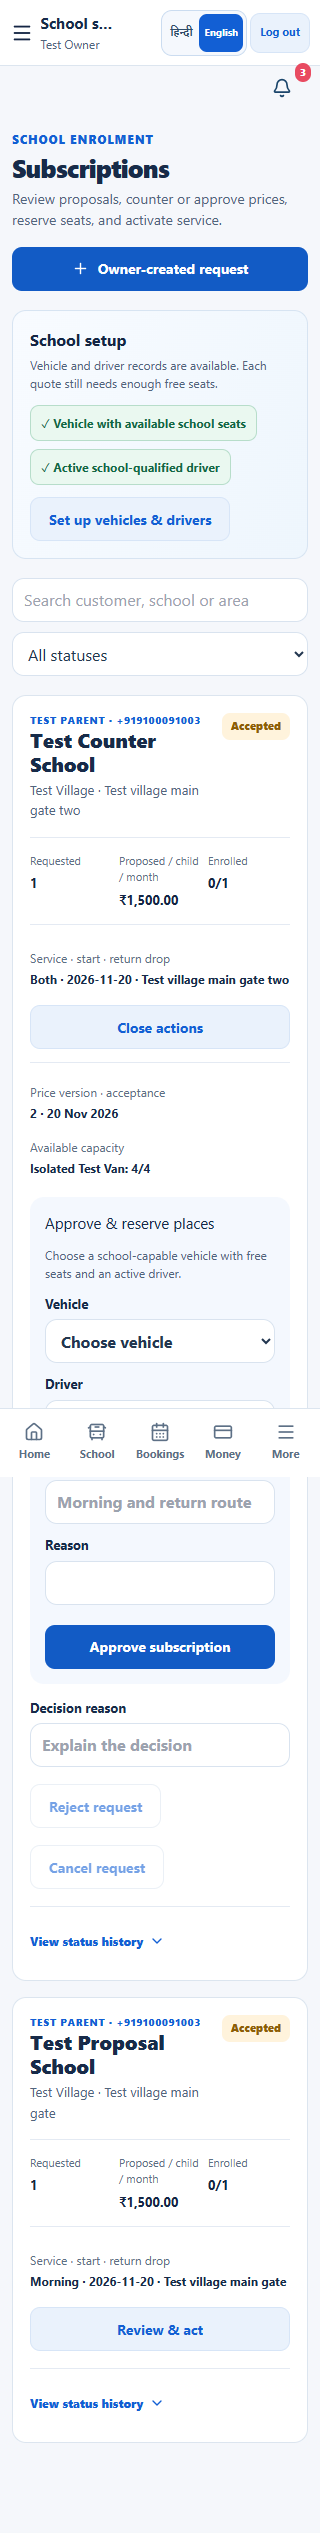 School s...
Test Owner
हिन्दी
English
Log out
3
SCHOOL ENROLMENT
Subscriptions
Review proposals, counter or approve prices,
reserve seats, and activate service.
+ Owner-created request
School setup
Vehicle and driver records are available. Each
quote still needs enough free seats.
✓ Vehicle with available school seats
✓ Active school-qualified driver
Set up vehicles & drivers
Search customer, school or area
All statuses
TEST PARENT • +919100091003
Accepted
Test Counter
School
Test Village · Test village main
gate two
Requested
1
Proposed / child
/ month
₹1,500.00
Enrolled
0/1
Service · start · return drop
Both · 2026-11-20 · Test village main gate two
Close actions
Price version · acceptance
2 · 20 Nov 2026
Available capacity
Isolated Test Van: 4/4
Approve & reserve places
Choose a school-capable vehicle with free
seats and an active driver.
Vehicle
Choose vehicle
Driver
Home
School
Bookings
Money
More
Morning and return route
Reason
Approve subscription
Decision reason
Explain the decision
Reject request
Cancel request
View status history
TEST PARENT • +919100091003
Accepted
Test Proposal
School
Test Village · Test village main
gate
Requested
1
Proposed / child
/ month
₹1,500.00
Enrolled
0/1
Service · start · return drop
Morning · 2026-11-20 · Test village main gate
Review & act
View status history